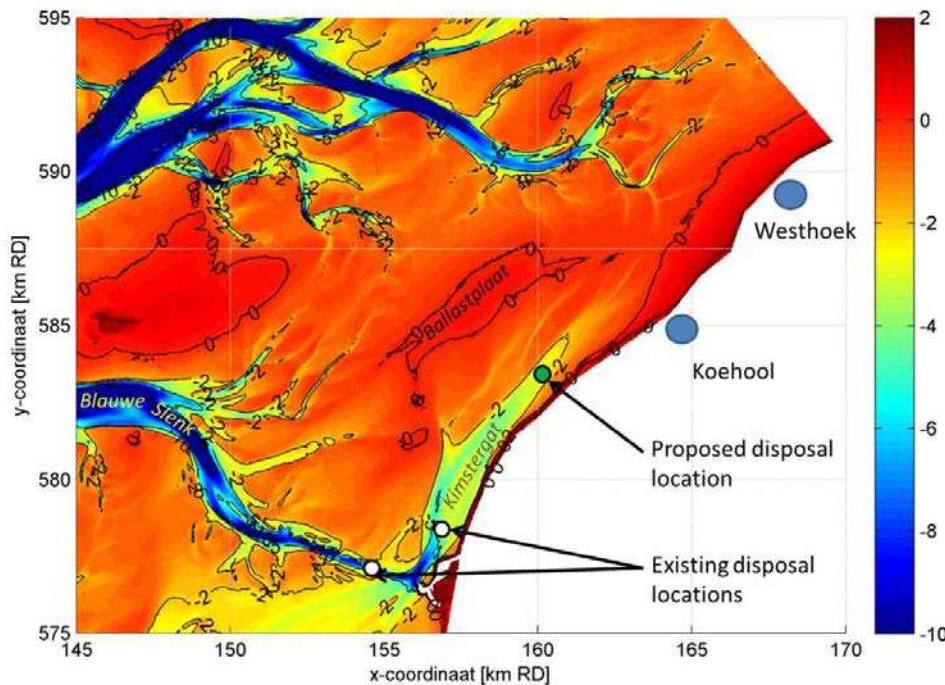 595
590
585
580
575
y-coordinaat [km RD]
145
150
155
160
165
170
x-coordinaat [km RD]
2
0
-2
-4
-6
-8
-10
Westhoek
Ballastplaat
Koehool
Blauwe Slenk
Kimstergat
Proposed disposal
location
Existing disposal
locations